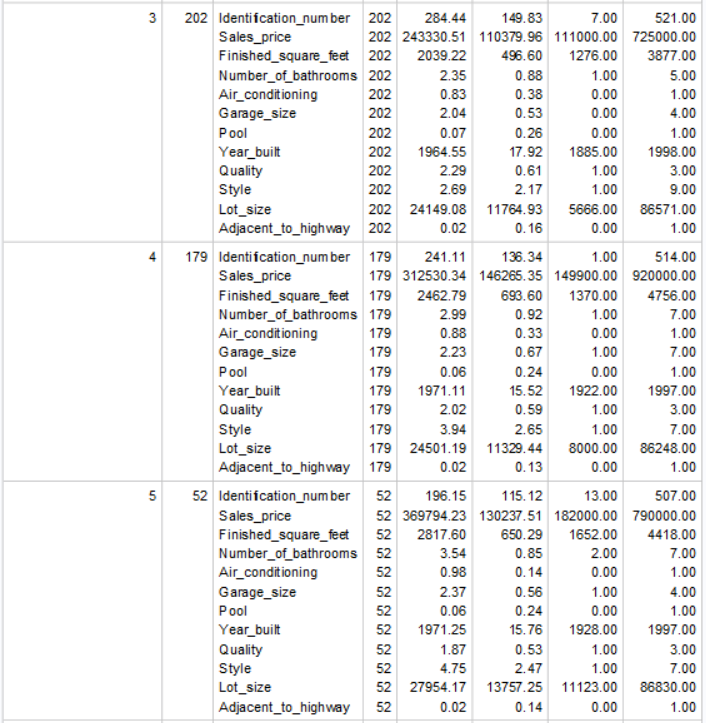 3 202 Identification_number 202 284.44 149.83 7.00 521.00
Sales_price 202 243330.51 110379.96 111000.00 725000.00
Finished_square_feet 202 2039.22 496.60 1276.00 3877.00
Number_of_bathrooms 202 2.35 0.88 1.00 5.00
Air_conditioning 202 0.83 0.38 0.00 1.00
Garage_size 202 2.04 0.53 0.00 4.00
Pool 202 0.07 0.26 0.00 1.00
Year_built 202 1964.55 17.92 1885.00 1998.00
Quality 202 2.29 0.61 1.00 3.00
Style 202 2.69 2.17 1.00 9.00
Lot_size 202 24149.08 11764.93 5666.00 86571.00
Adjacent_to_highway 202 0.02 0.16 0.00 1.00
4 179 Identification_number 179 241.11 136.34 1.00 514.00
Sales_price 179 312530.34 146265.35 149900.00 920000.00
Finished_square_feet 179 2462.79 693.60 1370.00 4756.00
Number_of_bathrooms 179 2.99 0.92 1.00 7.00
Air_conditioning 179 0.88 0.33 0.00 1.00
Garage_size 179 2.23 0.67 1.00 7.00
Pool 179 0.06 0.24 0.00 1.00
Year_built 179 1971.11 15.52 1922.00 1997.00
Quality 179 2.02 0.59 1.00 3.00
Style 179 3.94 2.65 1.00 7.00
Lot_size 179 24501.19 11329.44 8000.00 86248.00
Adjacent_to_highway 179 0.02 0.13 0.00 1.00
5 52 Identification_number 52 196.15 115.12 13.00 507.00
Sales_price 52 369794.23 130237.51 182000.00 790000.00
Finished_square_feet 52 2817.60 650.29 1652.00 4418.00
Number_of_bathrooms 52 3.54 0.85 2.00 7.00
Air_conditioning 52 0.98 0.14 0.00 1.00
Garage_size 52 2.37 0.56 1.00 4.00
Pool 52 0.06 0.24 0.00 1.00
Year_built 52 1971.25 15.76 1928.00 1997.00
Quality 52 1.87 0.53 1.00 3.00
Style 52 4.75 2.47 1.00 7.00
Lot_size 52 27954.17 13757.25 11123.00 86830.00
Adjacent_to_highway 52 0.02 0.14 0.00 1.00